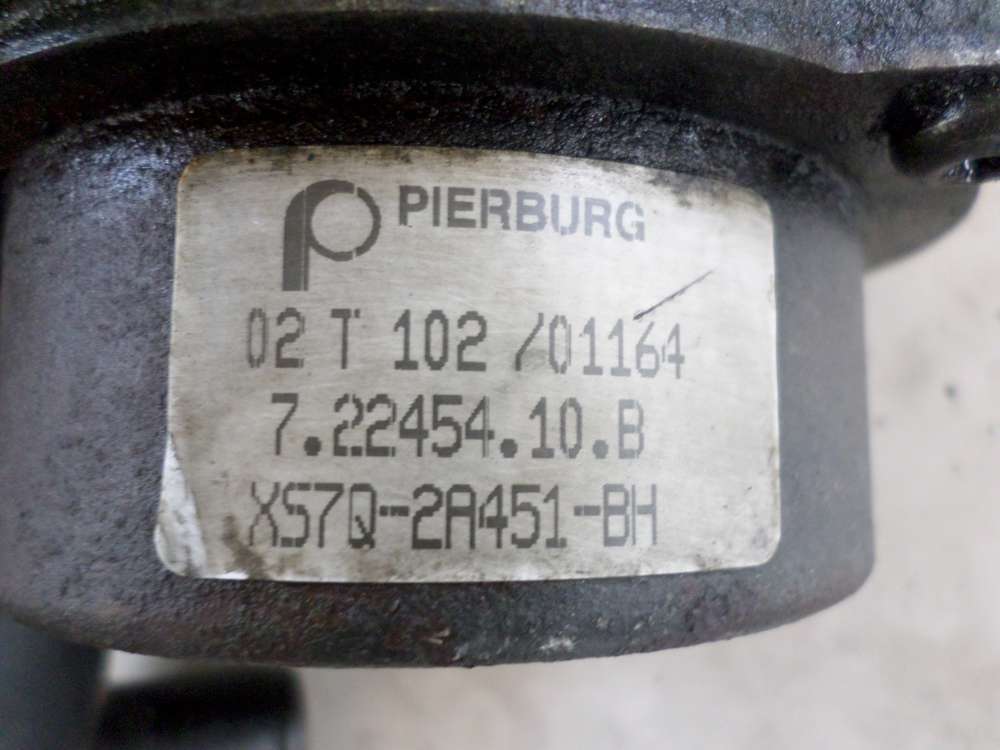 PIERBURG
02 T 102 /01164
7.22454.10.B
XS7Q-2A451-BH